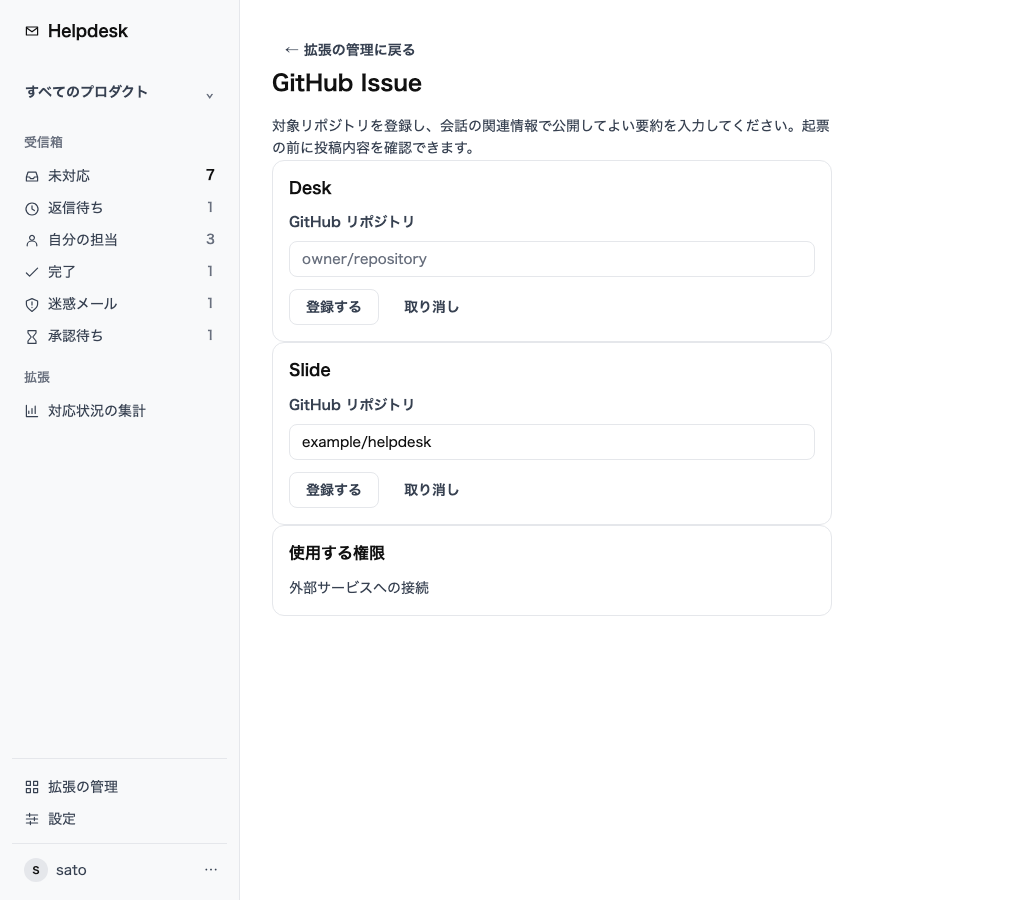 Helpdesk
すべてのプロダクト
受信箱
未対応 7
返信待ち 1
自分の担当 3
完了 1
迷惑メール 1
承認待ち 1
拡張
対応状況の集計
拡張の管理
設定
S sato ...
← 拡張の管理に戻る
GitHub Issue
対象リポジトリを登録し、会話の関連情報で公開してよい要約を入力してください。起票
の前に投稿内容を確認できます。
Desk
GitHub リポジトリ
owner/repository
登録する 取り消し
Slide
GitHub リポジトリ
example/helpdesk
登録する 取り消し
使用する権限
外部サービスへの接続